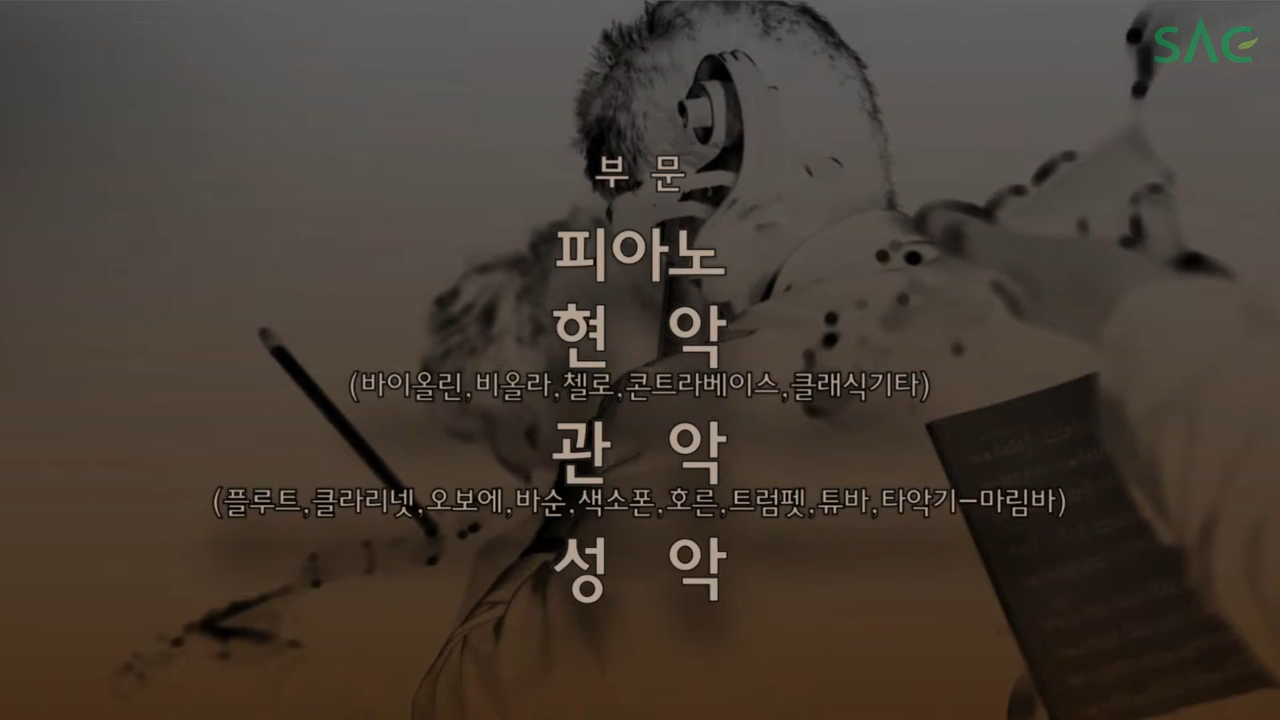 SAC
부 문
피아노
현 악
(바이올린,비올라,첼로,콘트라베이스,클래식기타)
관 악
(플루트,클라리넷,오보에,바순,색소폰,호른,트럼펫,튜바,타악기-마림바)
성 악